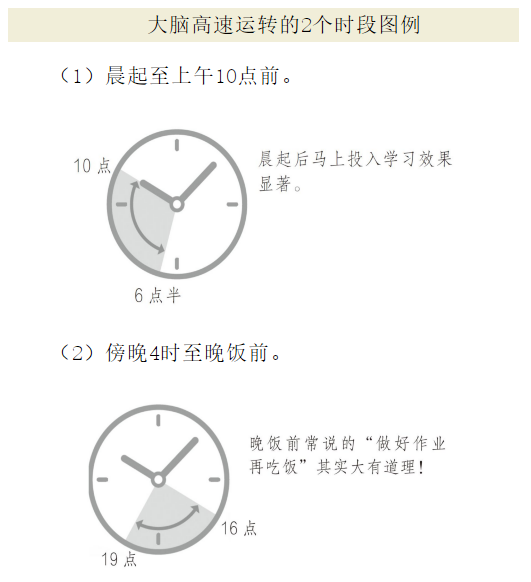 大脑高速运转的2个时段图例
（1）晨起至上午10点前。
10 点
晨起后马上投入学习效果
显著。
6 点半
（2）傍晚4时至晚饭前。
晚饭前常说的“做好作业
再吃饭”其实大有道理！
16 点
19 点